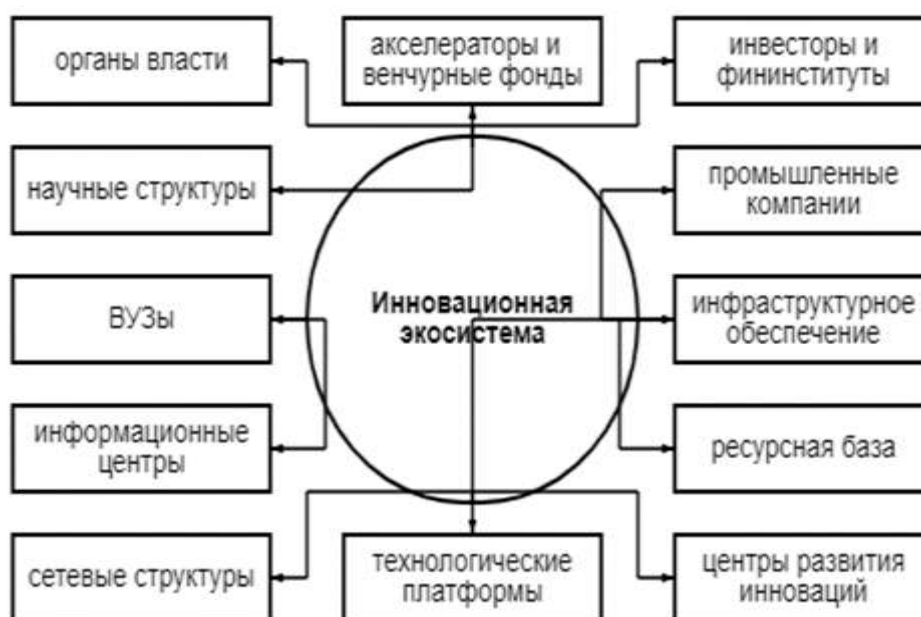 органы власти
акселераторы и
венчурные фонды
инвесторы и
фининституты
научные структуры
промышленные
компании
ВУЗы
Инновационная
экосистема
инфраструктурное
обеспечение
информационные
центры
ресурсная база
сетевые структуры
технологические
платформы
центры развития
инноваций